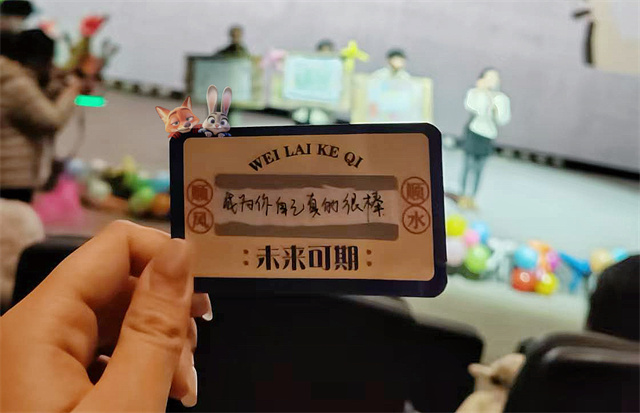 WEI LAI KE QI
顺风
成为你自己真的很棒
顺水
:未来可期: